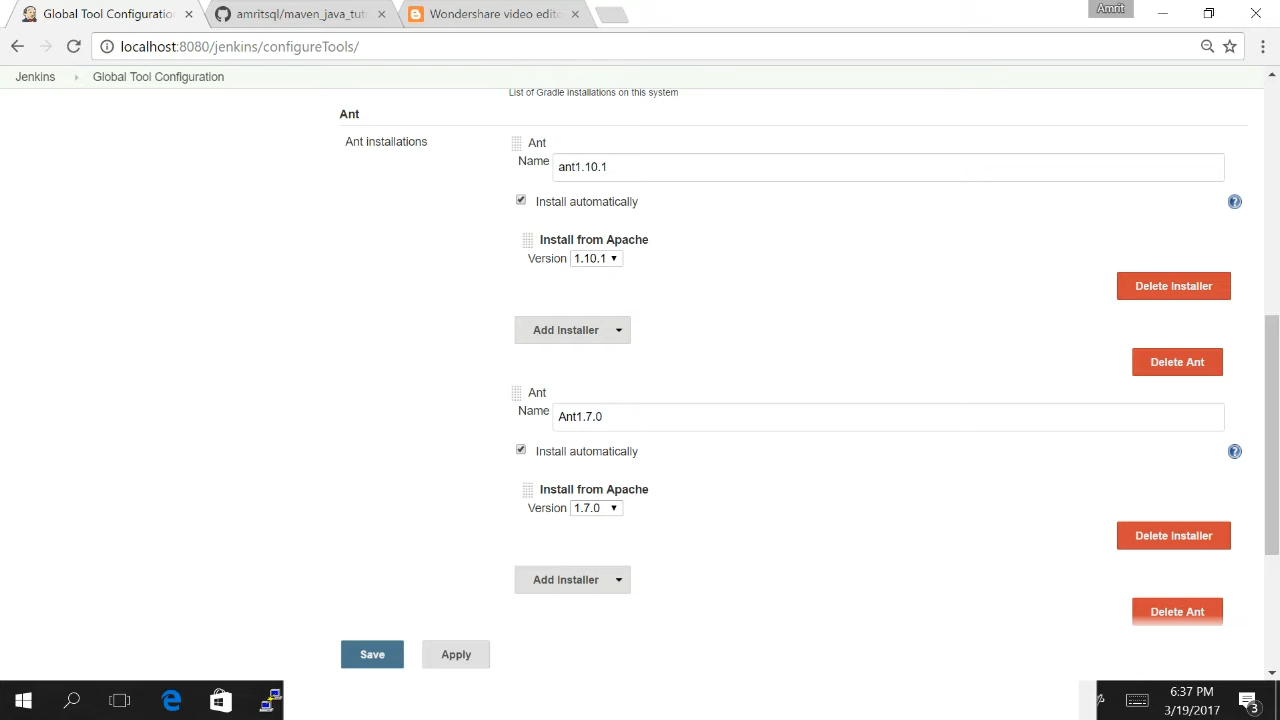 Global Tool Configuratio
amritsql/maven_java_tut
Wondershare video edit
Amrit
localhost:8080/jenkins/configureTools/
Jenkins
Global Tool Configuration
List of Gradle installations on this system
Ant
Ant installations
Ant
Name
ant1.10.1
Install automatically
Install from Apache
Version 1.10.1
Delete Installer
Add Installer
Delete Ant
Ant
Name
Ant1.7.0
Install automatically
Install from Apache
Version 1.7.0
Delete Installer
Add Installer
Delete Ant
Save
Apply
6:37 PM
3/19/2017
3